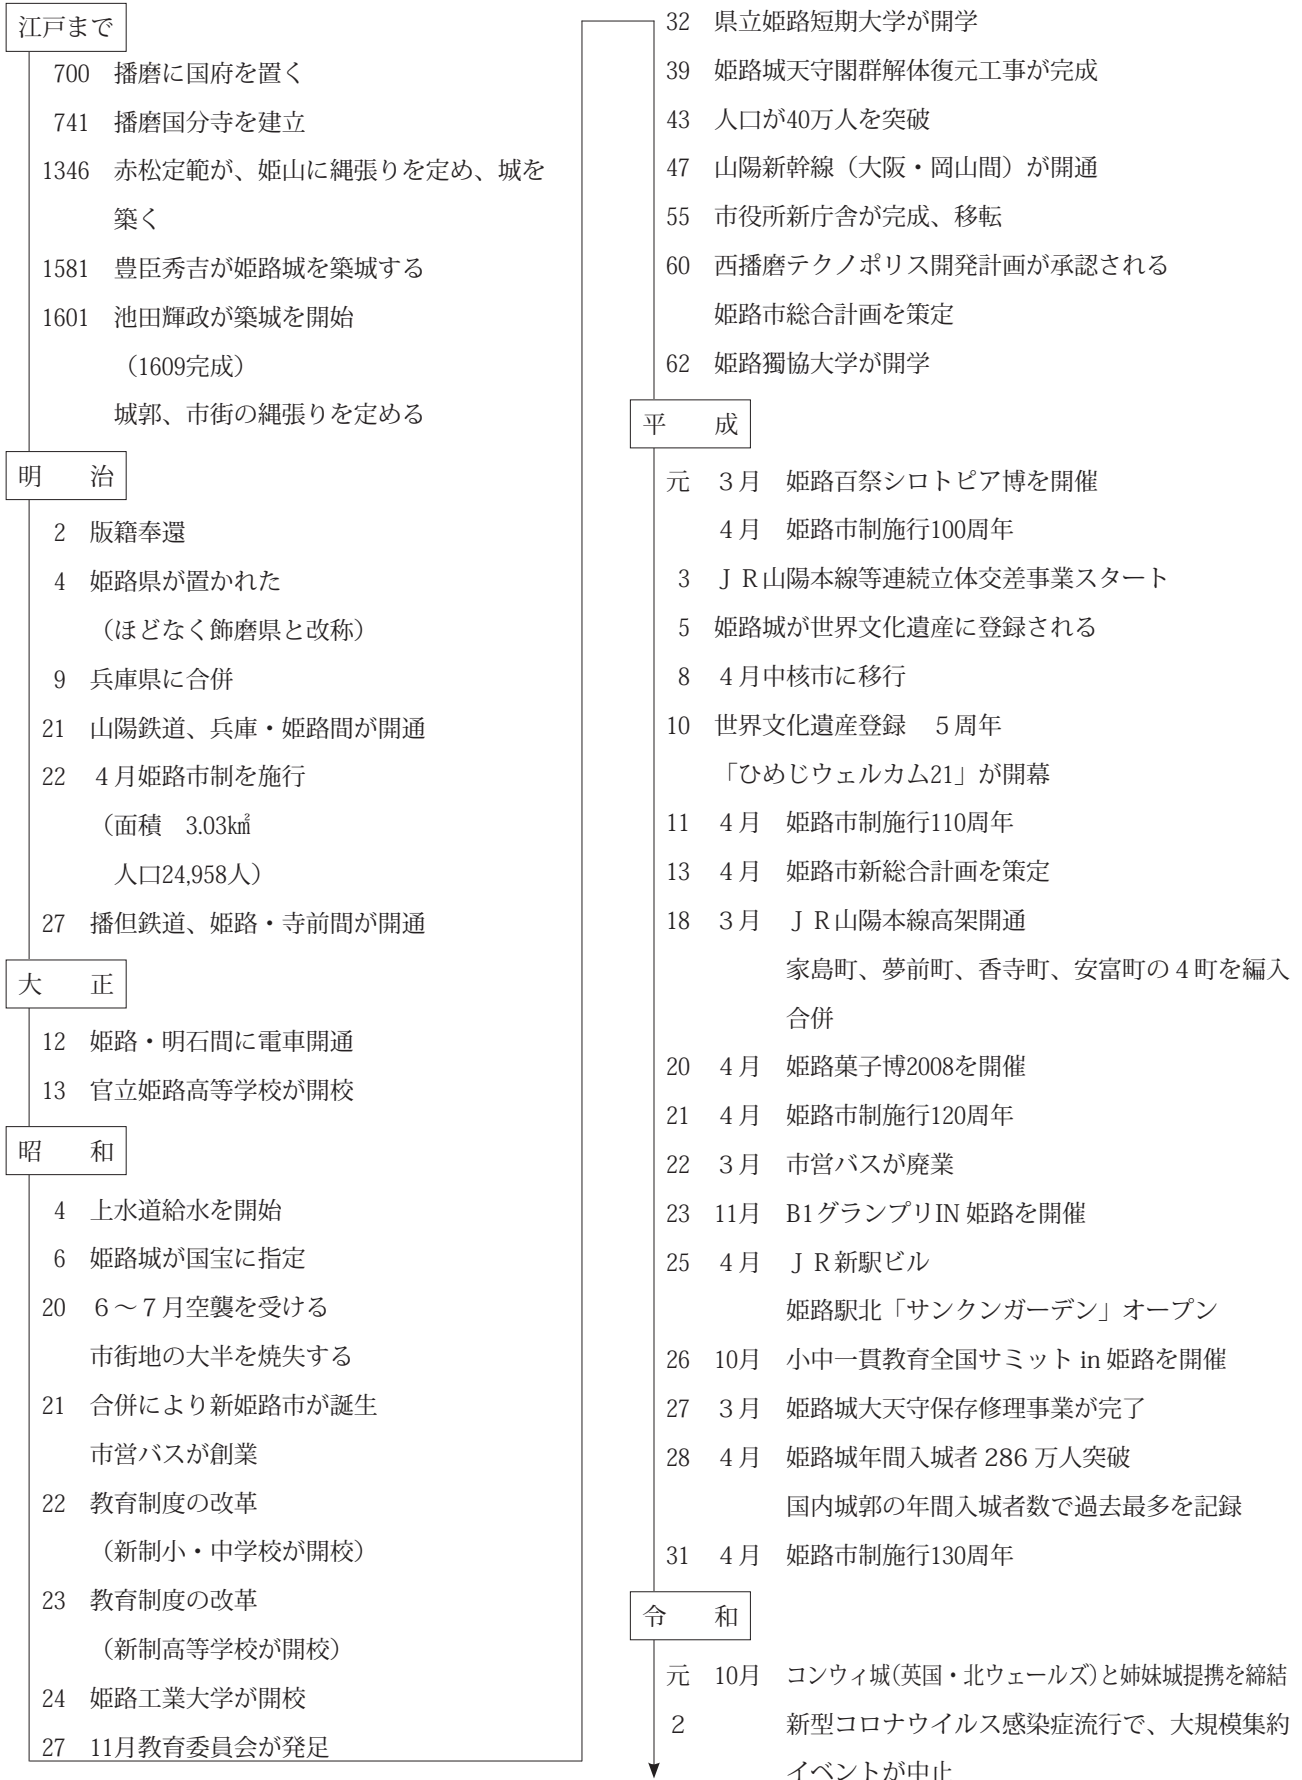 江戸まで
700 播磨に国府を置く
741 播磨国分寺を建立
1346 赤松定範が、姫山に縄張りを定め、城を
築く
1581 豊臣秀吉が姫路城を築城する
1601 池田輝政が築城を開始
（1609完成）
城郭、市街の縄張りを定める
明　治
2 版籍奉還
4 姫路県が置かれた
（ほどなく飾磨県と改称）
9 兵庫県に合併
21 山陽鉄道、兵庫・姫路間が開通
22 ４月姫路市制を施行
（面積　3.03㎢
人口24,958人）
27 播但鉄道、姫路・寺前間が開通
大　正
12 姫路・明石間に電車開通
13 官立姫路高等学校が開校
昭　和
4 上水道給水を開始
6 姫路城が国宝に指定
20 ６～７月空襲を受ける
市街地の大半を焼失する
21 合併により新姫路市が誕生
市営バスが創業
22 教育制度の改革
（新制小・中学校が開校）
23 教育制度の改革
（新制高等学校が開校）
24 姫路工業大学が開校
27 11月教育委員会が発足
32 県立姫路短期大学が開学
39 姫路城天守閣群解体復元工事が完成
43 人口が40万人を突破
47 山陽新幹線（大阪・岡山間）が開通
55 市役所新庁舎が完成、移転
60 西播磨テクノポリス開発計画が承認される
姫路市総合計画を策定
62 姫路獨協大学が開学
平　成
元 ３月 姫路百祭シロトピア博を開催
４月 姫路市制施行100周年
3 ＪＲ山陽本線等連続立体交差事業スタート
5 姫路城が世界文化遺産に登録される
8 ４月中核市に移行
10 世界文化遺産登録　５周年
「ひめじウェルカム21」が開幕
11 ４月 姫路市制施行110周年
13 ４月 姫路市新総合計画を策定
18 ３月 ＪＲ山陽本線高架開通
家島町、夢前町、香寺町、安富町の４町を編入
合併
20 ４月 姫路菓子博2008を開催
21 ４月 姫路市制施行120周年
22 ３月 市営バスが廃業
23 11月 B1グランプリIN 姫路を開催
25 ４月 ＪＲ新駅ビル
姫路駅北「サンクンガーデン」オープン
26 10月 小中一貫教育全国サミット in 姫路を開催
27 ３月 姫路城大天守保存修理事業が完了
28 ４月 姫路城年間入城者 286 万人突破
国内城郭の年間入城者数で過去最多を記録
31 ４月 姫路市制施行130周年
令　和
元 10月 コンウィ城(英国・北ウェールズ)と姉妹城提携を締結
２ 新型コロナウイルス感染症流行で、大規模集約
イベントが中止